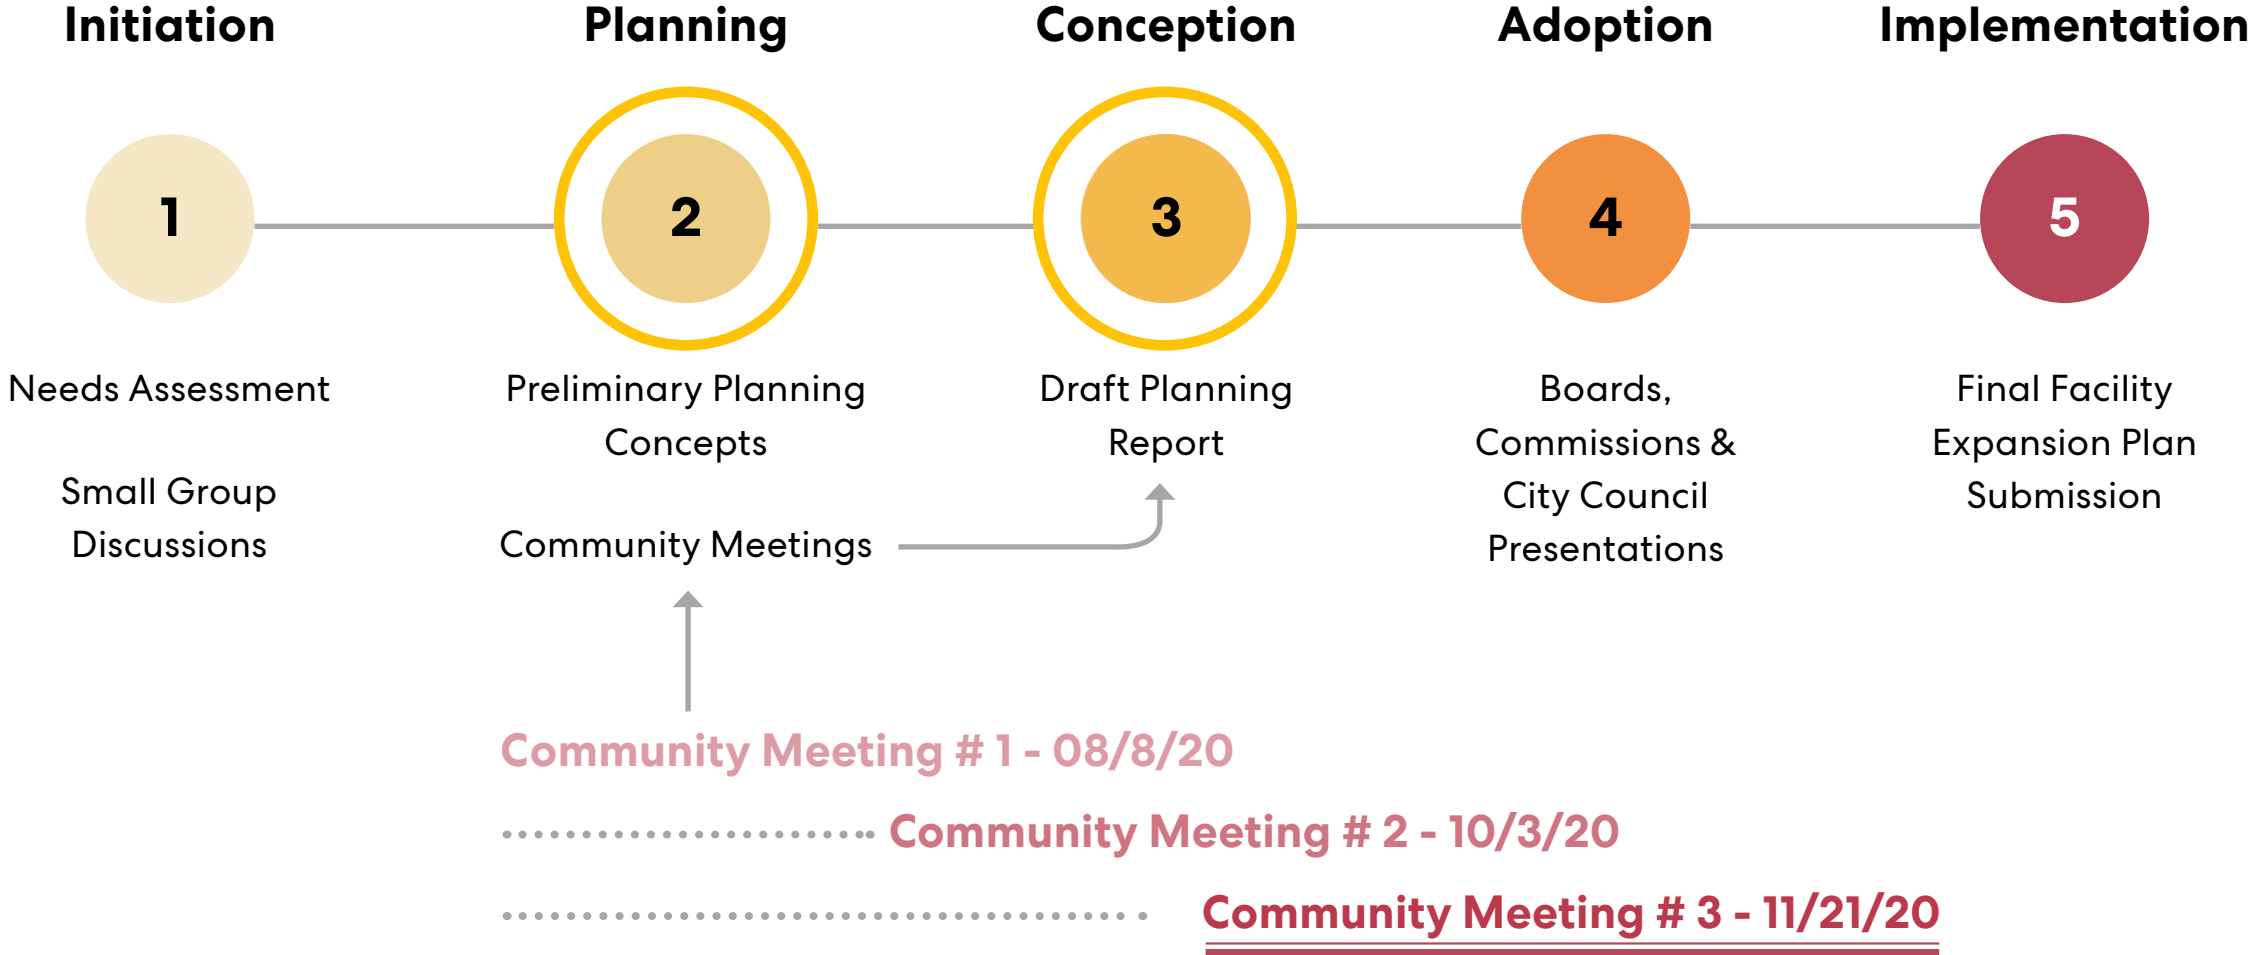 Initiation
Planning
Conception
Adoption
Implementation
1
2
3
4
5
Needs Assessment
Small Group
Discussions
Preliminary Planning
Concepts
Community Meetings
Draft Planning
Report
Boards,
Commissions &
City Council
Presentations
Final Facility
Expansion Plan
Submission
Community Meeting # 1 - 08/8/20
Community Meeting # 2 - 10/3/20
Community Meeting # 3 - 11/21/20